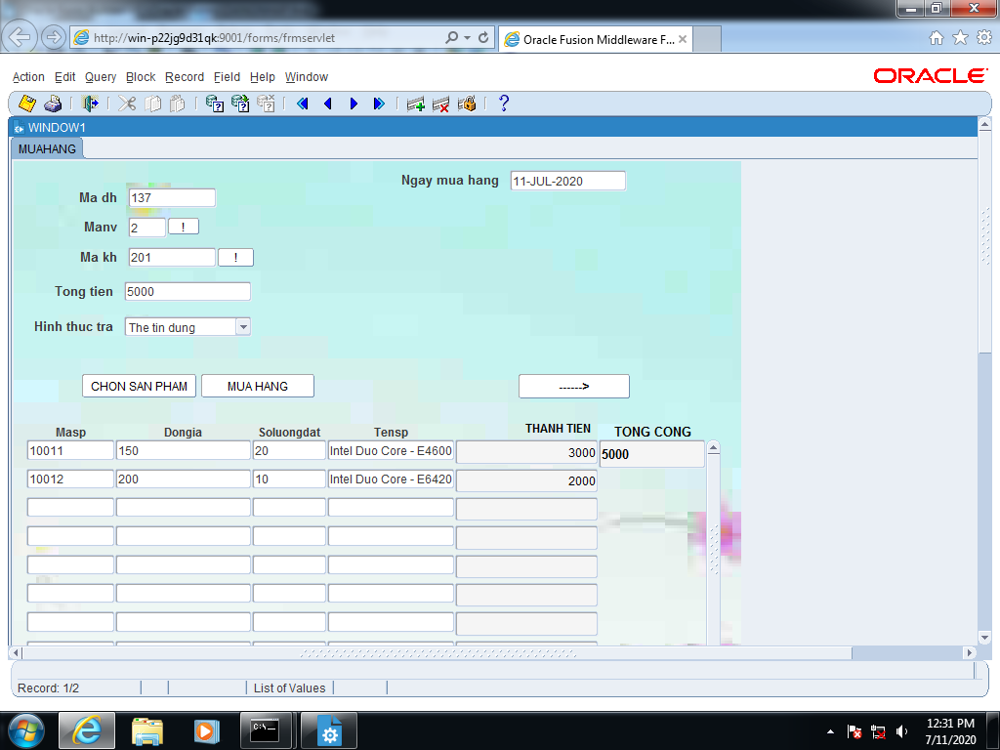 http://win-p22jg9d31qk:9001/forms/frmservlet
Oracle Fusion Middleware F...
Action Edit Query Block Record Field Help Window
ORACLE
WINDOW1
MUAHANG
Ngay mua hang 11-JUL-2020
Ma dh 137
Manv 2 !
Ma kh 201 !
Tong tien 5000
Hinh thuc tra The tin dung
CHON SAN PHAM MUA HANG ------>
Masp Dongia Soluongdat Tensp THANH TIEN TONG CONG
10011 150 20 Intel Duo Core - E4600 3000 5000
10012 200 10 Intel Duo Core - E6420 2000
Record: 1/2 List of Values
C:\.
12:31 PM
7/11/2020